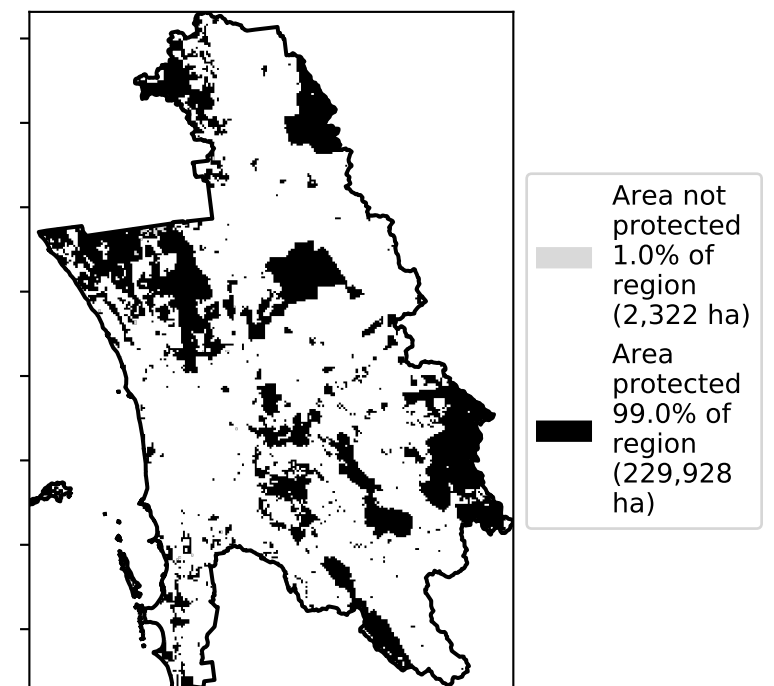 Area not
protected
1.0% of
region
(2,322 ha)
Area
protected
99.0% of
region
(229,928
ha)